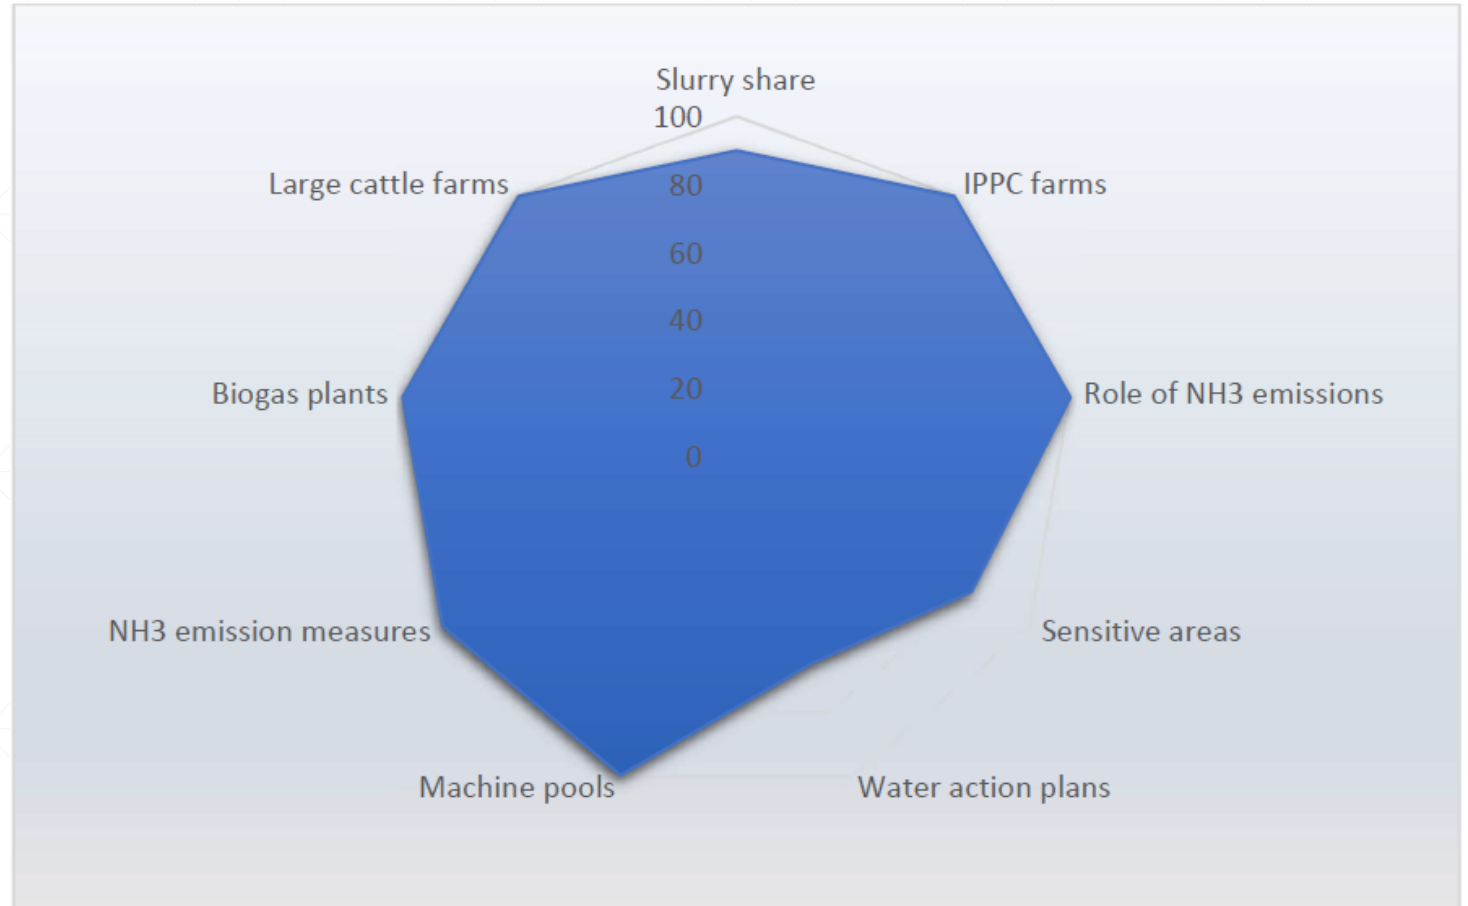 Slurry share
100
Large cattle farms
80
IPPC farms
60
40
Biogas plants
20
Role of NH3 emissions
0
NH3 emission measures
Sensitive areas
Machine pools
Water action plans